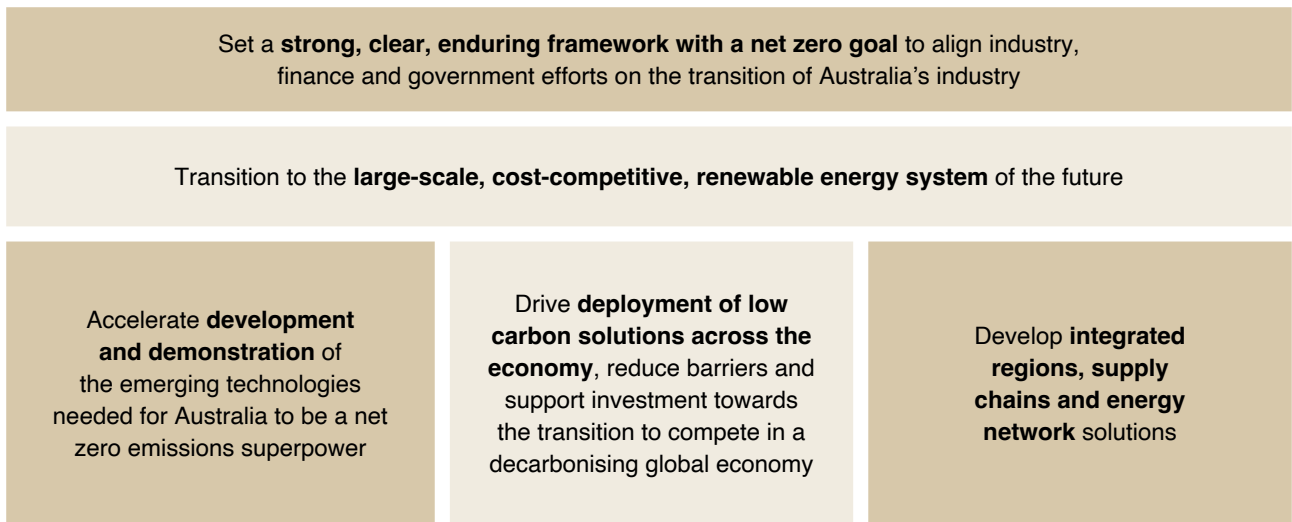 Set a strong, clear, enduring framework with a net zero goal to align industry,
finance and government efforts on the transition of Australia's industry
Transition to the large-scale, cost-competitive, renewable energy system of the future
Accelerate development
and demonstration of
the emerging technologies
needed for Australia to be a net
zero emissions superpower
Drive deployment of low
carbon solutions across the
economy, reduce barriers and
support investment towards
the transition to compete in a
decarbonising global economy
Develop integrated
regions, supply
chains and energy
network solutions